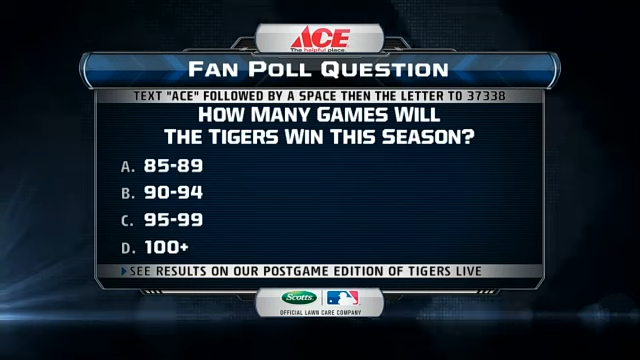 ACE
The helpful place.
FAN POLL QUESTION
TEXT "ACE" FOLLOWED BY A SPACE THEN THE LETTER TO 37338
HOW MANY GAMES WILL
THE TIGERS WIN THIS SEASON?
A. 85-89
B. 90-94
C. 95-99
D. 100+
SEE RESULTS ON OUR POSTGAME EDITION OF TIGERS LIVE
Scotts
OFFICIAL LAWN CARE COMPANY